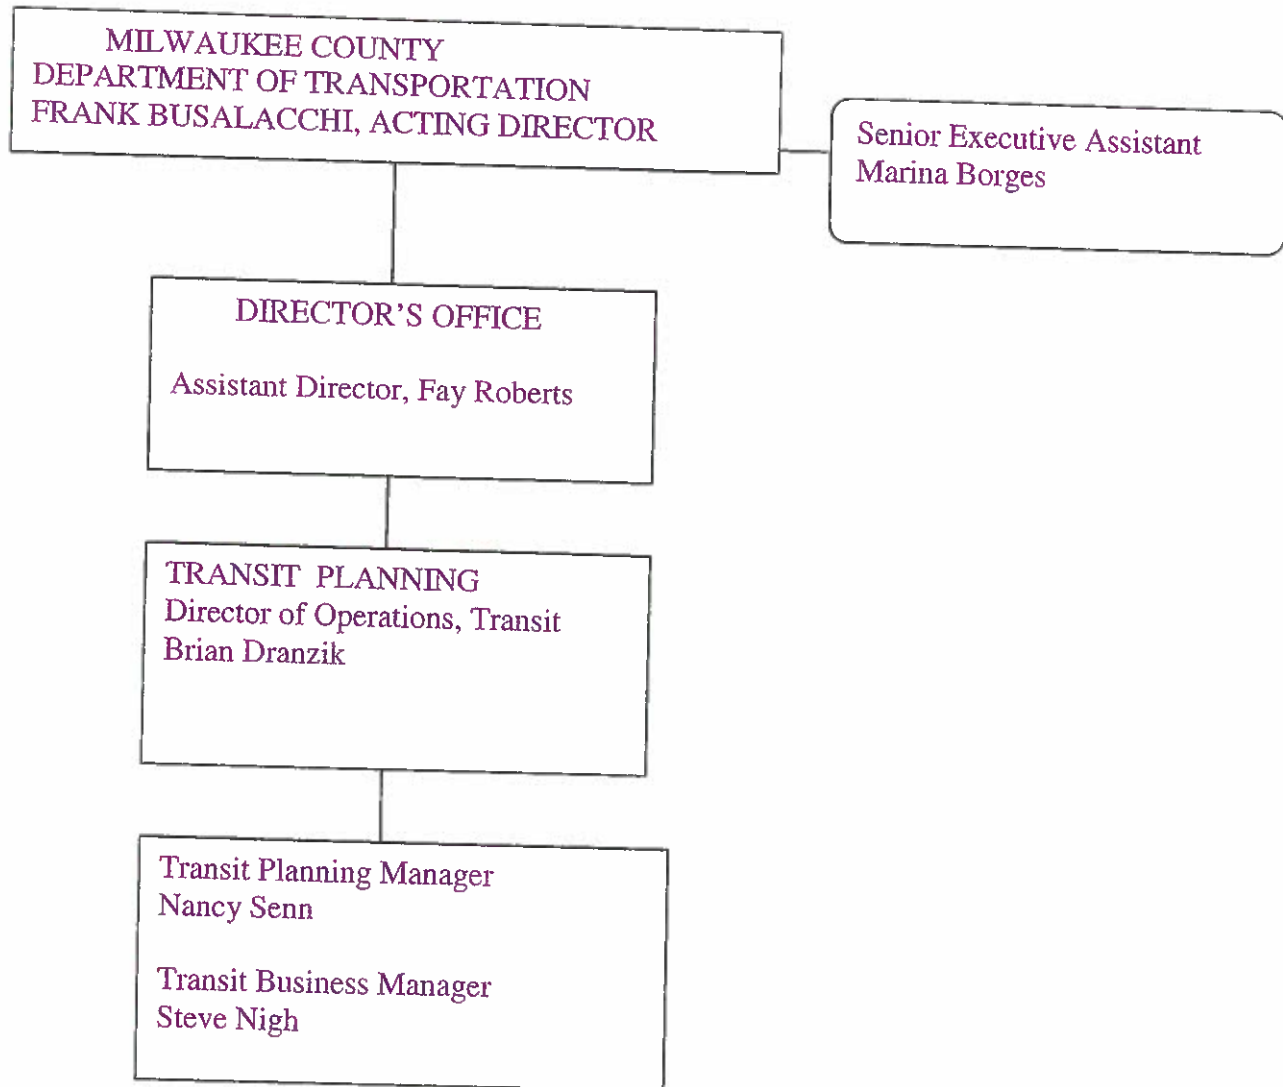 MILWAUKEE COUNTY
DEPARTMENT OF TRANSPORTATION
FRANK BUSALACCHI, ACTING DIRECTOR
Senior Executive Assistant
Marina Borges
DIRECTOR'S OFFICE
Assistant Director, Fay Roberts
TRANSIT PLANNING
Director of Operations, Transit
Brian Dranzik
Transit Planning Manager
Nancy Senn
Transit Business Manager
Steve Nigh